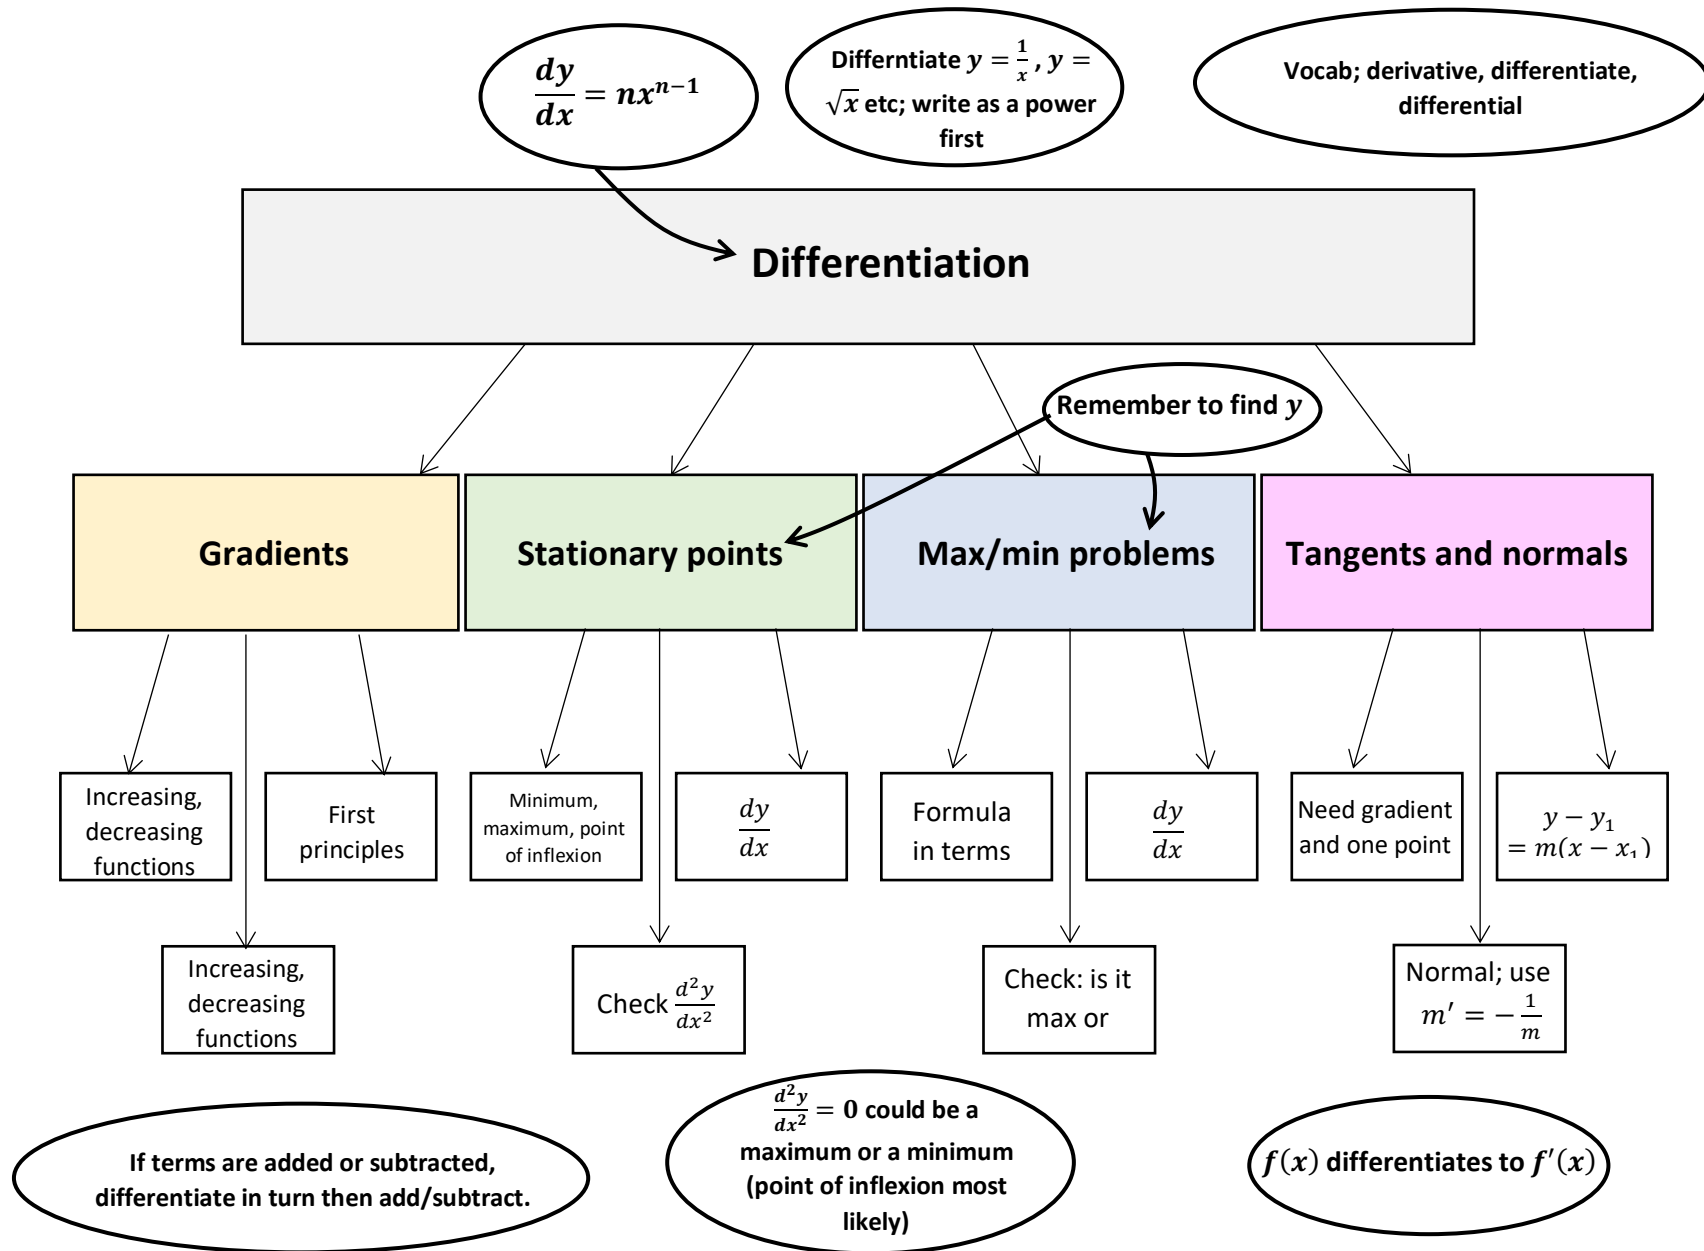 dy/dx = nx^{n−1}
Differntiate y = 1/x , y =
√x etc; write as a power
first
Vocab; derivative, differentiate,
differential
Differentiation
Remember to find y
Gradients
Stationary points
Max/min problems
Tangents and normals
Increasing,
decreasing
functions
First
principles
Minimum,
maximum, point
of inflexion
dy/dx
Formula
in terms
dy/dx
Need gradient
and one point
y − y₁
= m(x − x₁)
Increasing,
decreasing
functions
Check d²y/dx²
Check: is it
max or
Normal; use
m′ = − 1/m
If terms are added or subtracted,
differentiate in turn then add/subtract.
d²y/dx² = 0 could be a
maximum or a minimum
(point of inflexion most
likely)
f(x) differentiates to f′(x)